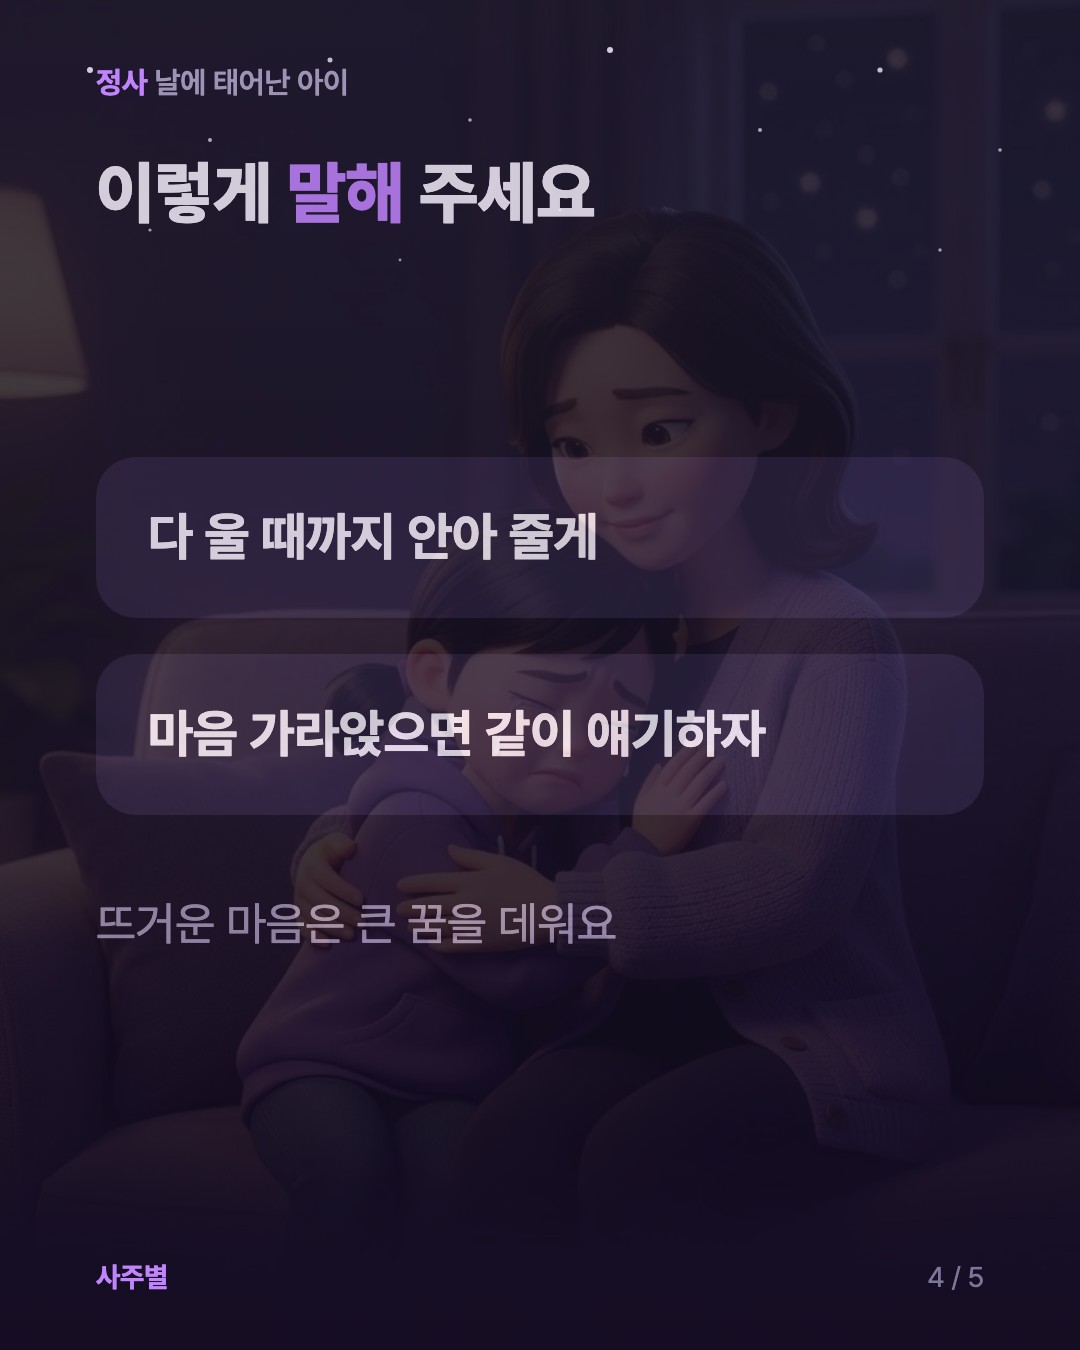 정사 날에 태어난 아이
이렇게 말해 주세요
다 울 때까지 안아 줄게
마음 가라앉으면 같이 얘기하자
뜨거운 마음은 큰 꿈을 데워요
사주별
4 / 5